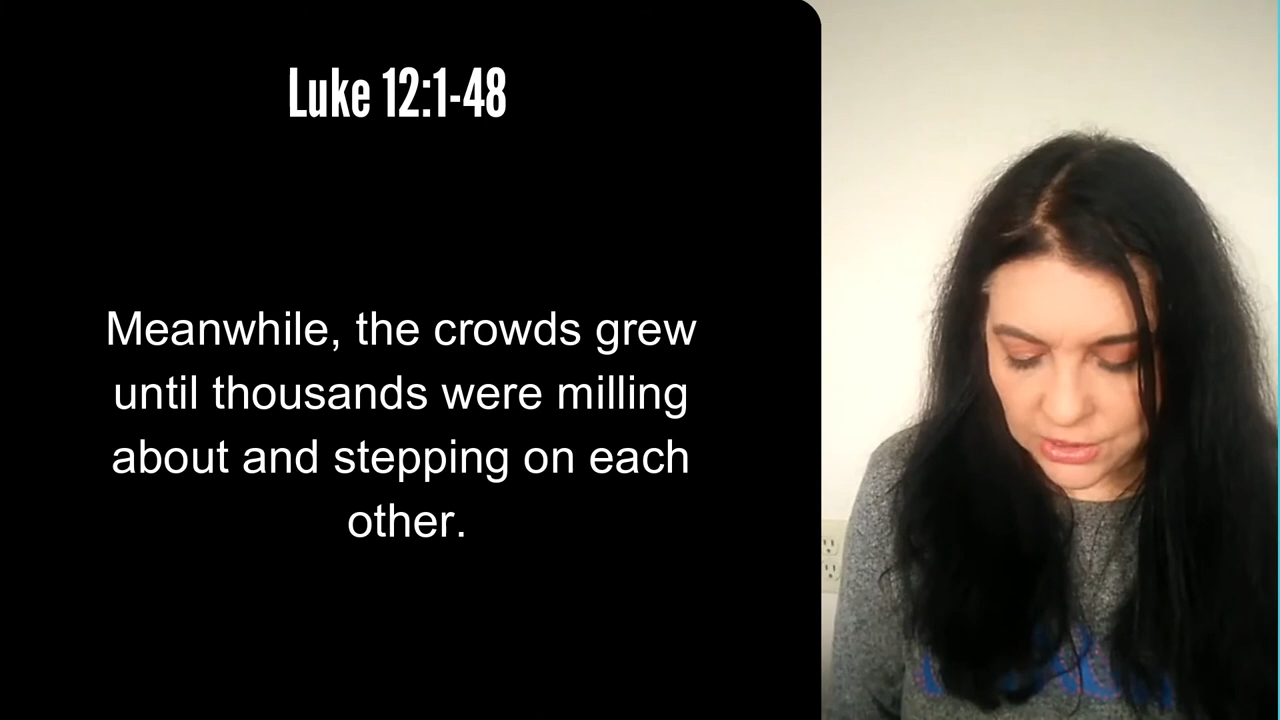 Luke 12:1-48
Meanwhile, the crowds grew
until thousands were milling
about and stepping on each
other.